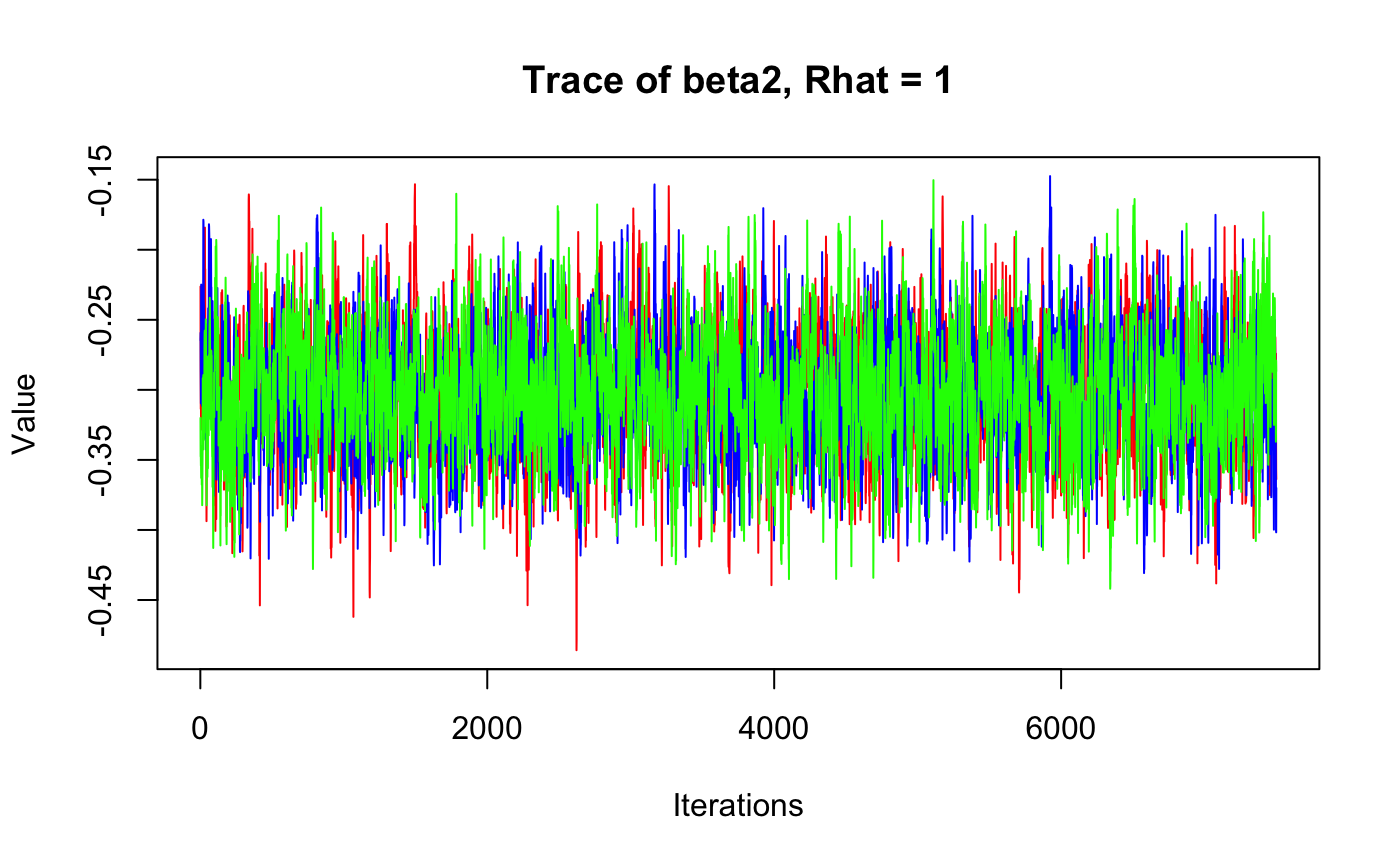 Trace of beta2, Rhat = 1
Value
-0.15
-0.25
-0.35
-0.45
0 2000 4000 6000
Iterations